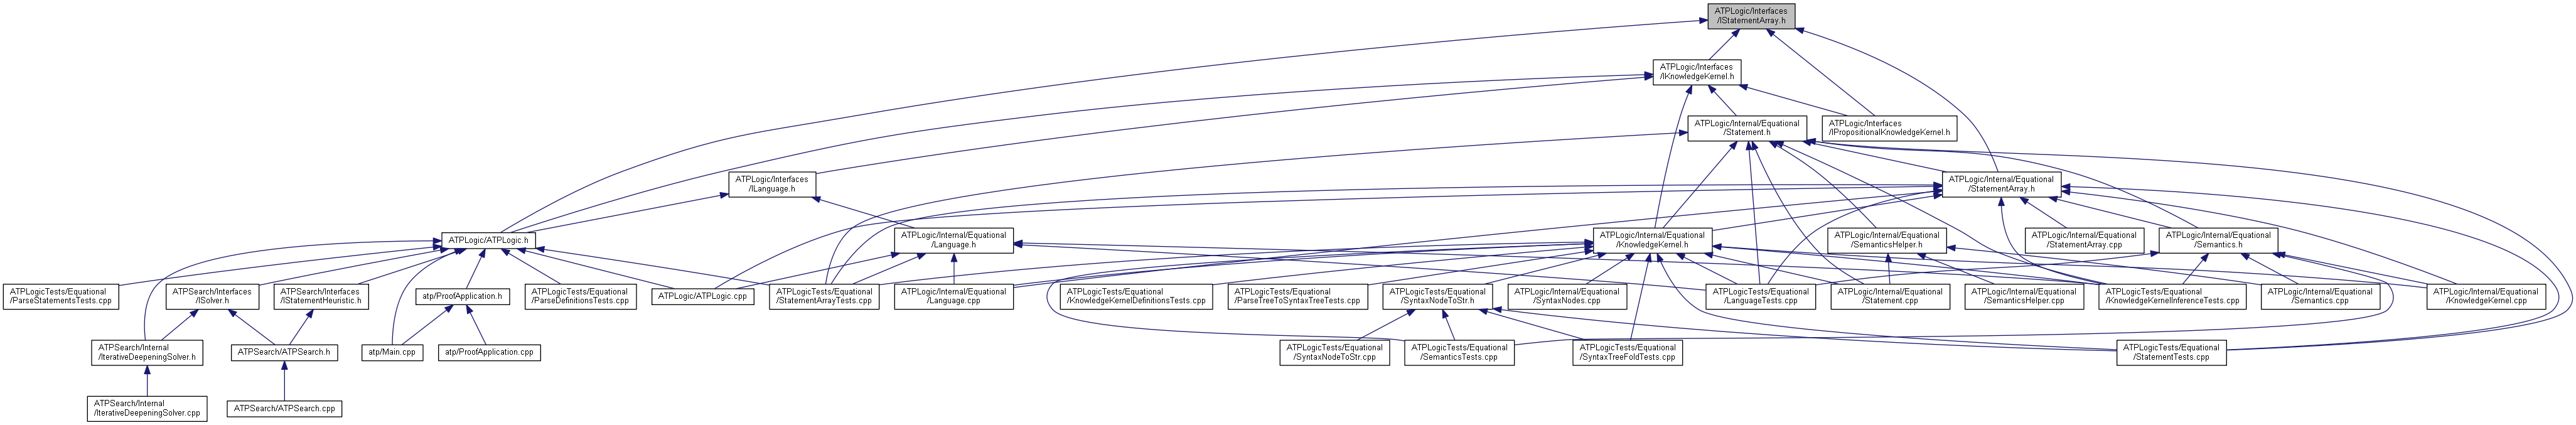 ATPLogic/Interfaces
/IStatementArray.h
ATPLogic/Interfaces
/IKnowledgeKernel.h
ATPLogic/Internal/Equational
/Statement.h
ATPLogic/Interfaces
/IPropositionalKnowledgeKernel.h
ATPLogic/Interfaces
/ILanguage.h
ATPLogic/Internal/Equational
/StatementArray.h
ATPLogic/ATPLogic.h
ATPLogic/Internal/Equational
/Language.h
ATPLogic/Internal/Equational
/KnowledgeKernel.h
ATPLogic/Internal/Equational
/SemanticsHelper.h
ATPLogic/Internal/Equational
/StatementArray.cpp
ATPLogic/Internal/Equational
/Semantics.h
ATPLogicTests/Equational
/ParseStatementsTests.cpp
ATPSearch/Interfaces
/ISolver.h
ATPSearch/Interfaces
/IStatementHeuristic.h
atp/ProofApplication.h
ATPLogicTests/Equational
/ParseDefinitionsTests.cpp
ATPLogic/ATPLogic.cpp
ATPLogicTests/Equational
/StatementArrayTests.cpp
ATPLogic/Internal/Equational
/Language.cpp
ATPLogicTests/Equational
/KnowledgeKernelDefinitionsTests.cpp
ATPLogicTests/Equational
/ParseTreeToSyntaxTreeTests.cpp
ATPLogicTests/Equational
/SyntaxNodeToStr.h
ATPLogic/Internal/Equational
/SyntaxNodes.cpp
ATPLogicTests/Equational
/LanguageTests.cpp
ATPLogic/Internal/Equational
/Statement.cpp
ATPLogic/Internal/Equational
/SemanticsHelper.cpp
ATPLogicTests/Equational
/KnowledgeKernelInferenceTests.cpp
ATPLogic/Internal/Equational
/Semantics.cpp
ATPLogic/Internal/Equational
/KnowledgeKernel.cpp
ATPSearch/Internal
/IterativeDeepeningSolver.h
ATPSearch/ATPSearch.h
atp/Main.cpp
atp/ProofApplication.cpp
ATPLogicTests/Equational
/SyntaxNodeToStr.cpp
ATPLogicTests/Equational
/SemanticsTests.cpp
ATPLogicTests/Equational
/SyntaxTreeFoldTests.cpp
ATPLogicTests/Equational
/StatementTests.cpp
ATPSearch/Internal
/IterativeDeepeningSolver.cpp
ATPSearch/ATPSearch.cpp